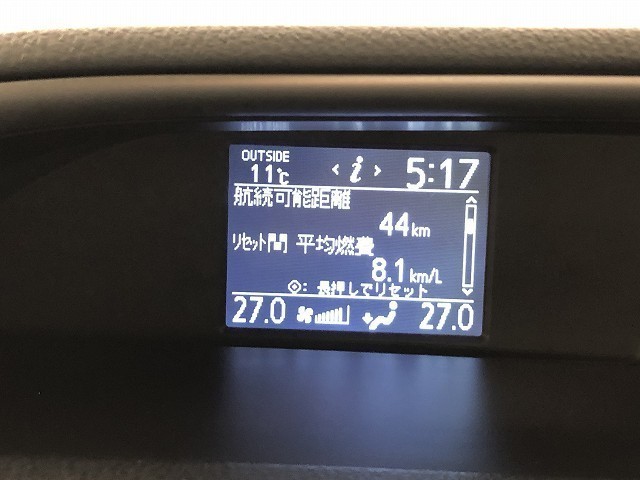 OUTSIDE
11℃
< i > 5:17
航続可能距離
44km
リセット間 平均燃費
8.1km/L
◇: 長押しでリセット
27.0 27.0